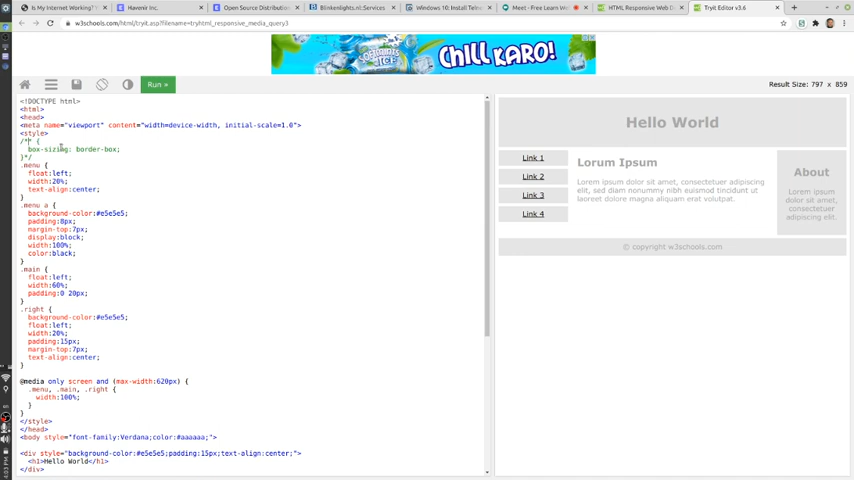 Is My Internet Working?
Havenir Inc.
Open Source Distribution
Blinkenlights.nl:Services
Windows 10: Install Telne
Meet - Free Learn We
HTML Responsive Web D
Tryit Editor v3.6
w3schools.com/html/tryit.asp?filename=tryhtml_responsive_media_query3
ICE
CHILL KARO!
Run »
Result Size: 797 x 859
<!DOCTYPE html>
<html>
<head>
<meta name="viewport" content="width=device-width, initial-scale=1.0">
<style>
/** {
box-sizing: border-box;
}*/
.menu {
float:left;
width:20%;
text-align:center;
}
.menu a {
background-color:#e5e5e5;
padding:8px;
margin-top:7px;
display:block;
width:100%;
color:black;
}
.main {
float:left;
width:60%;
padding:0 20px;
}
.right {
background-color:#e5e5e5;
float:left;
width:20%;
padding:15px;
margin-top:7px;
text-align:center;
}
@media only screen and (max-width:620px) {
.menu, .main, .right {
width:100%;
}
}
</style>
</head>
<body style="font-family:Verdana;color:#aaaaaa;">
<div style="background-color:#e5e5e5;padding:15px;text-align:center;">
<h1>Hello World</h1>
</div>
Hello World
Link 1
Link 2
Link 3
Link 4
Lorum Ipsum
Lorem ipsum dolor sit amet, consectetuer adipiscing
elit, sed diam nonummy nibh euismod tincidunt ut
laoreet dolore magna aliquam erat volutpat.
About
Lorem ipsum
dolor sit amet,
consectetuer
adipiscing elit.
© copyright w3schools.com
4:03 PM